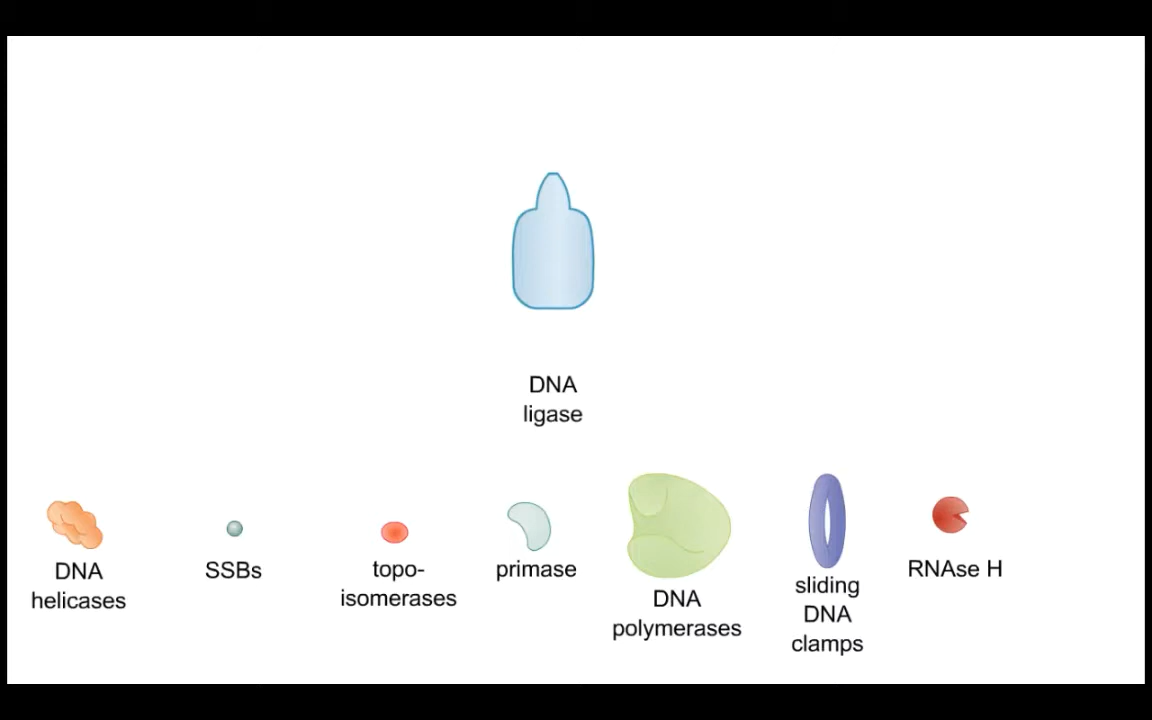 DNA
ligase
DNA
helicases
SSBs
topo-
isomerases
primase
DNA
polymerases
sliding
DNA
clamps
RNAse H